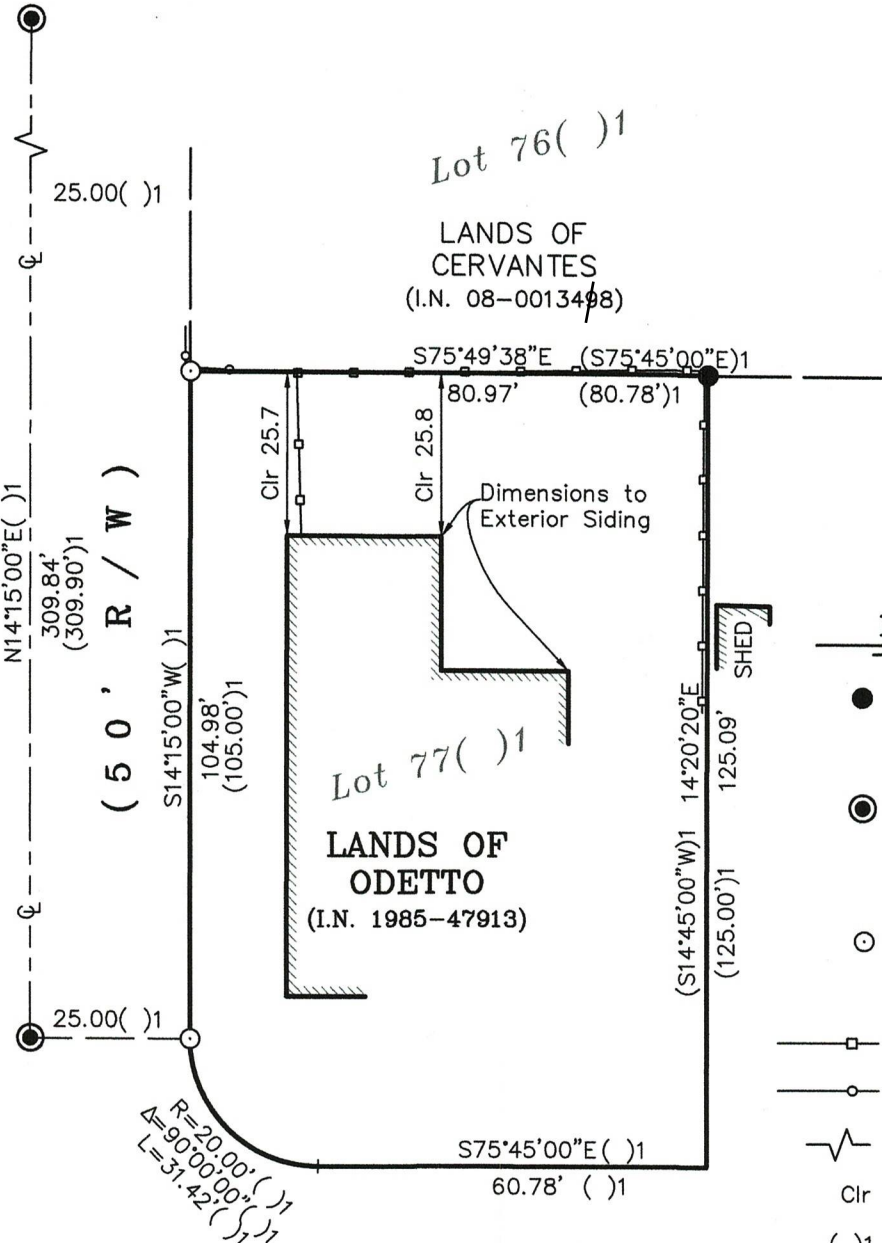 Lot 76( )1
25.00( )1
LANDS OF
CERVANTES
(I.N. 08-0013498)
S75°49'38"E (S75°45'00"E)1
80.97' (80.78')1
Clr 25.7
Clr 25.8
Dimensions to
Exterior Siding
N14°15'00"E( )1
309.84'
(309.90')1
(50' R/W)
S14°15'00"W( )1
104.98'
(105.00')1
SHED
Lot 77( )1
LANDS OF
ODETTO
(I.N. 1985-47913)
(S14°45'00"W)1 14°20'20"E
(125.00')1 125.09'
25.00( )1
R=20.00' ( )1
Δ=90°00'00" ( )1
L=31.42'( )1
S75°45'00"E( )1
60.78' ( )1
Clr
( )1